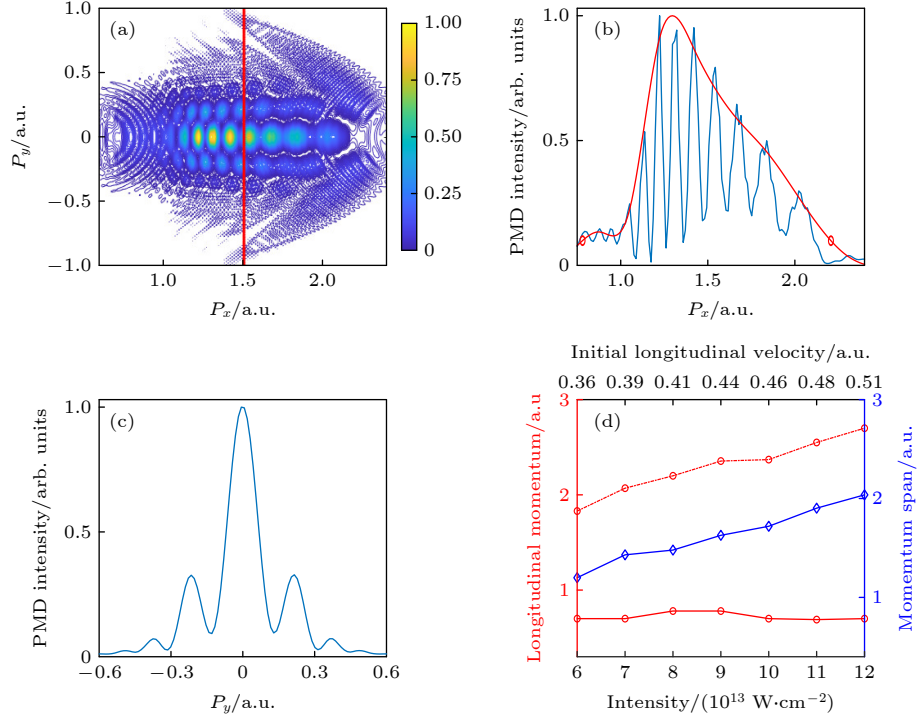 (a)
P_y/a.u.
1.0
0.5
0
−0.5
−1.0
1.0
1.5
2.0
P_x/a.u.
1.00
0.75
0.50
0.25
0
(b)
PMD intensity/arb. units
1.0
0.5
0
1.0
1.5
2.0
P_x/a.u.
(c)
PMD intensity/arb. units
1.0
0.5
0
−0.6
−0.3
0
0.3
0.6
P_y/a.u.
Initial longitudinal velocity/a.u.
0.36 0.39 0.41 0.44 0.46 0.48 0.51
(d)
Longitudinal momentum/a.u
3
2
1
3
2
1
Momemtum span/a.u.
6 7 8 9 10 11 12
Intensity/(10^13 W·cm^−2)